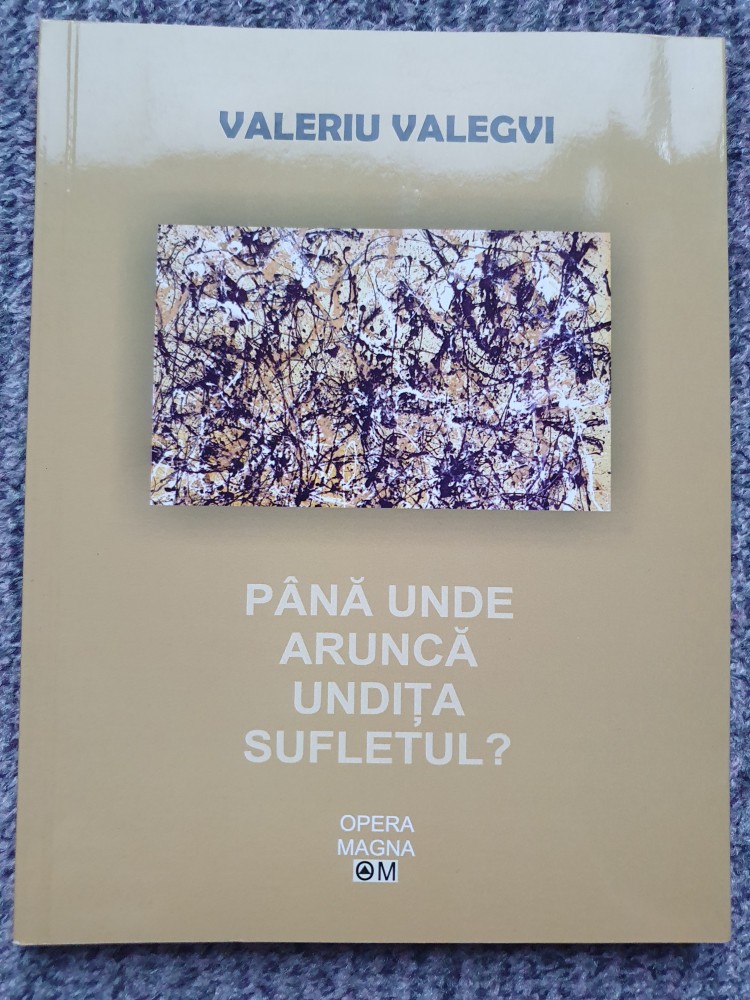 VALERIU VALEGVI
PÂNĂ UNDE
ARUNCĂ
UNDIȚA
SUFLETUL?
OPERA
MAGNA
OM